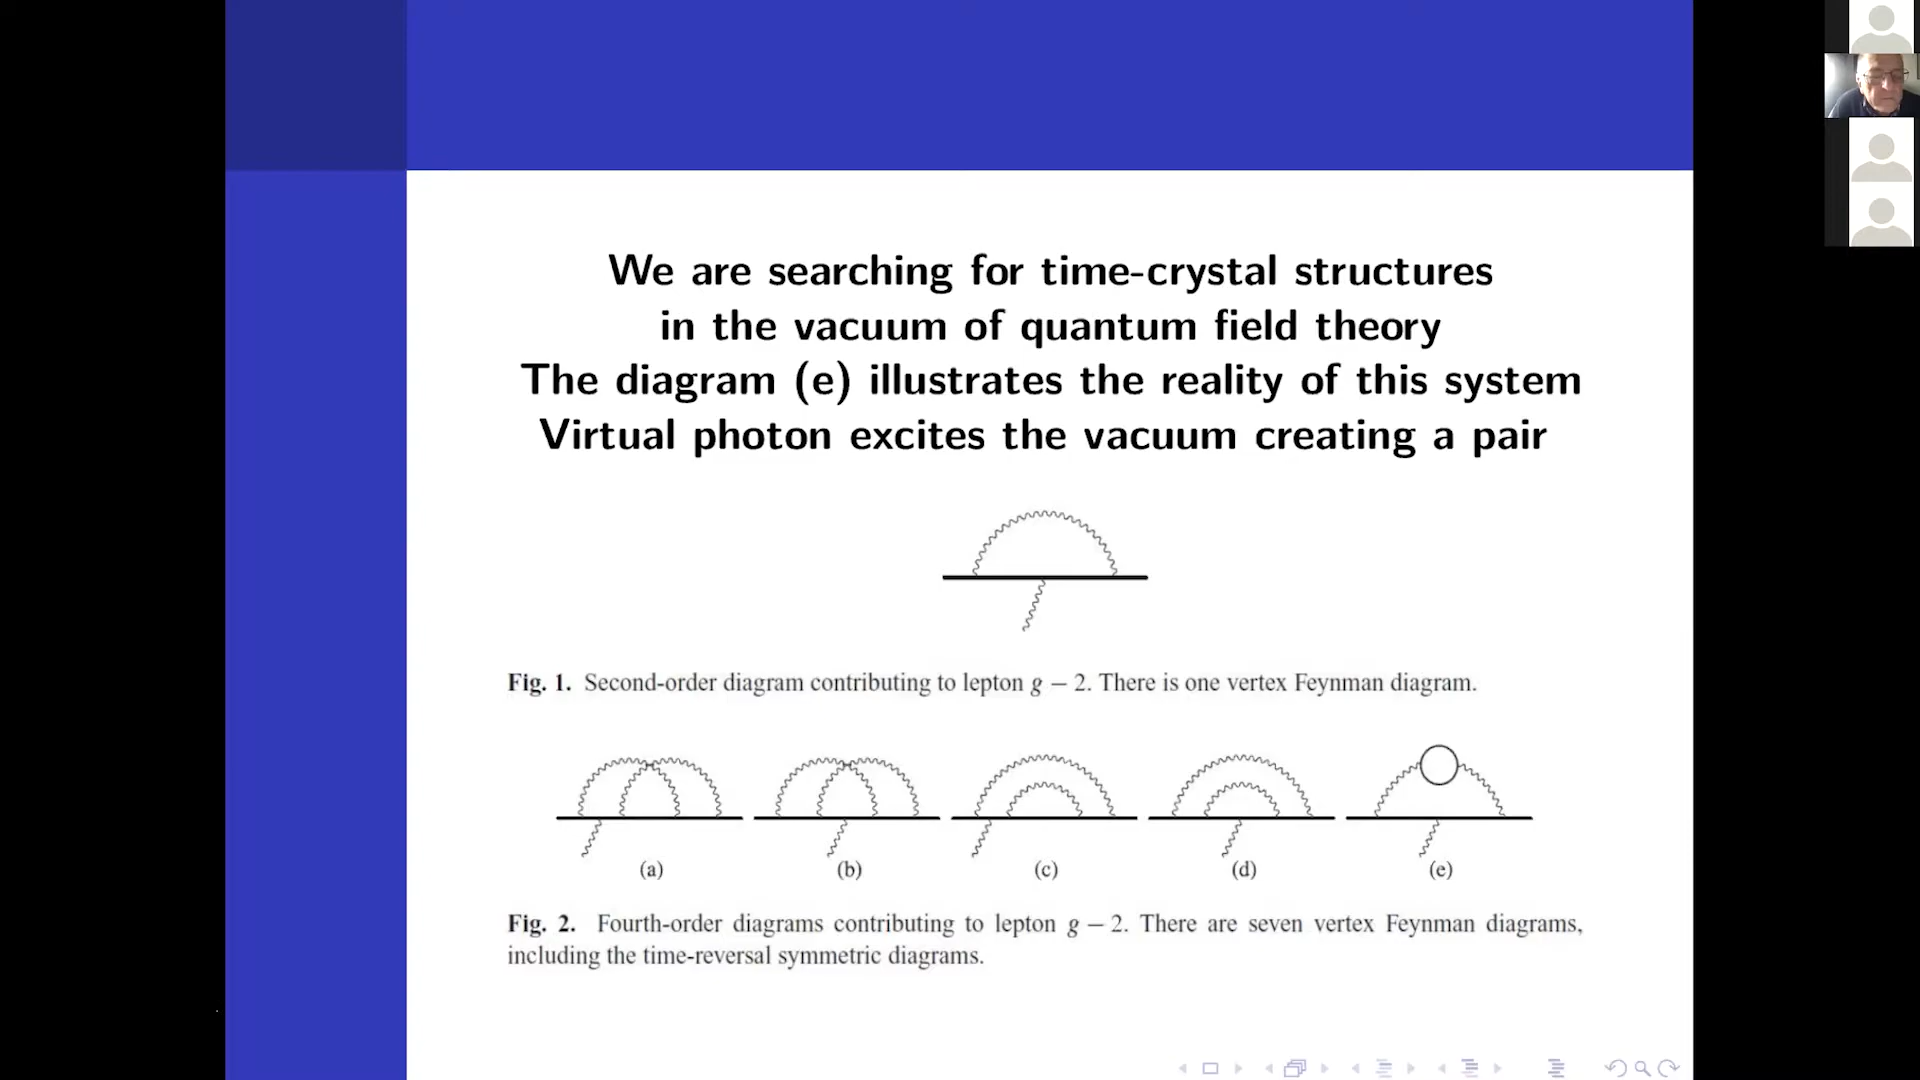 We are searching for time-crystal structures
in the vacuum of quantum field theory
The diagram (e) illustrates the reality of this system
Virtual photon excites the vacuum creating a pair
Fig. 1. Second-order diagram contributing to lepton g − 2. There is one vertex Feynman diagram.
(a) (b) (c) (d) (e)
Fig. 2. Fourth-order diagrams contributing to lepton g − 2. There are seven vertex Feynman diagrams,
including the time-reversal symmetric diagrams.